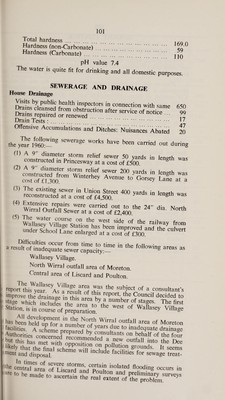 101
Total hardness ... 169.0
Hardness (non-Carbonate) ... 59
Hardness (Carbonate) ... 110
pH value 7.4
The water is quite fit for drinking and all domestic purposes.
SEWERAGE AND DRAINAGE
House Drainage
Visits by public health inspectors in connection with same 650
Drains cleansed from obstruction after service of notice ... 99
Drains repaired or renewed ... 17
Drain Tests: ... 47
Offensive Accumulations and Ditches: Nuisances Abated 20
The following sewerage works have been carried out during
the year 1960:—
(1) A 9" diameter storm relief sewer 50 yards in length was
constructed in Princesway at a cost of £500.
(2) A 9" diameter storm relief sewer 200 yards in length was
constructed from Winterhey Avenue to Gorsey Lane at a
cost of £1,300.
(3) The existing sewer in Union Street 400 yards in length was
reconstructed at a cost of £4,500.
(4) Extensive repairs were carried out to the 24" dia. North
Wirral Outfall Sewer at a cost of £2,400.
(5) The water course on the west side of the railway from
Wallasey Village Station has been improved and the culvert
under School Lane enlarged at a cost of £300.
Difficulties occur from time to time in the following areas as
a result of inadequate sewer capacity:—
Wallasey Village.
North Wirral outfall area of Moreton.
Central area of Liscard and Poulton.
The Wallasey Village area was the subject of a consultant's
report this year. As a result of this report, the Council decided to
improve the drainage in this area by a number of stages. The first
stage which includes the area to the west of Wallasey Village
Station, is in course of preparation.
All development in the North Wirral outfall area of Moreton
has been held up for a number of years due to inadequate drainage
facilities. A scheme prepared by consultants on behalf of the four
Authorities concerned recommended a new outfall into the Dee
but this has met with opposition on pollution grounds. It seems
likely that the final scheme will include facilities for sewage treat-
ment and disposal.
In times of severe storms, certain isolated flooding occurs in
the central area of Liscard and Poulton and preliminary surveys
are to be made to ascertain the real extent of the problem.